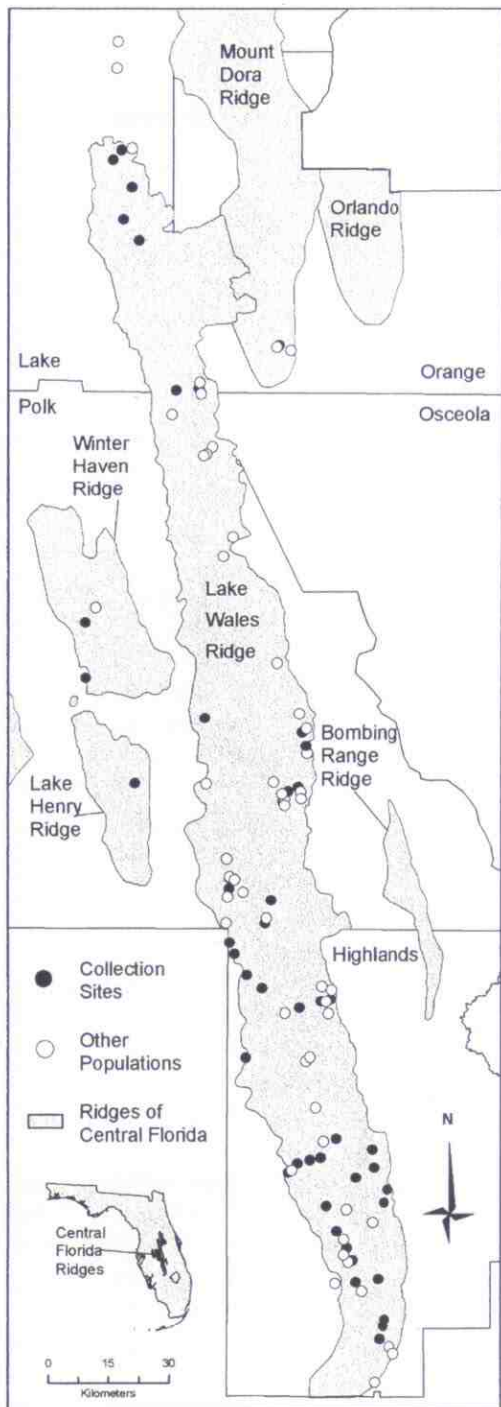 Mount
Dora
Ridge
Orlando
Ridge
Lake
Orange
Polk
Osceola
Winter
Haven
Ridge
Lake
Wales
Ridge
Bombing
Range
Ridge
Lake
Henry
Ridge
Highlands
Collection
Sites
Other
Populations
Ridges of
Central Florida
N
Central
Florida
Ridges
0 15 30
Kilometers